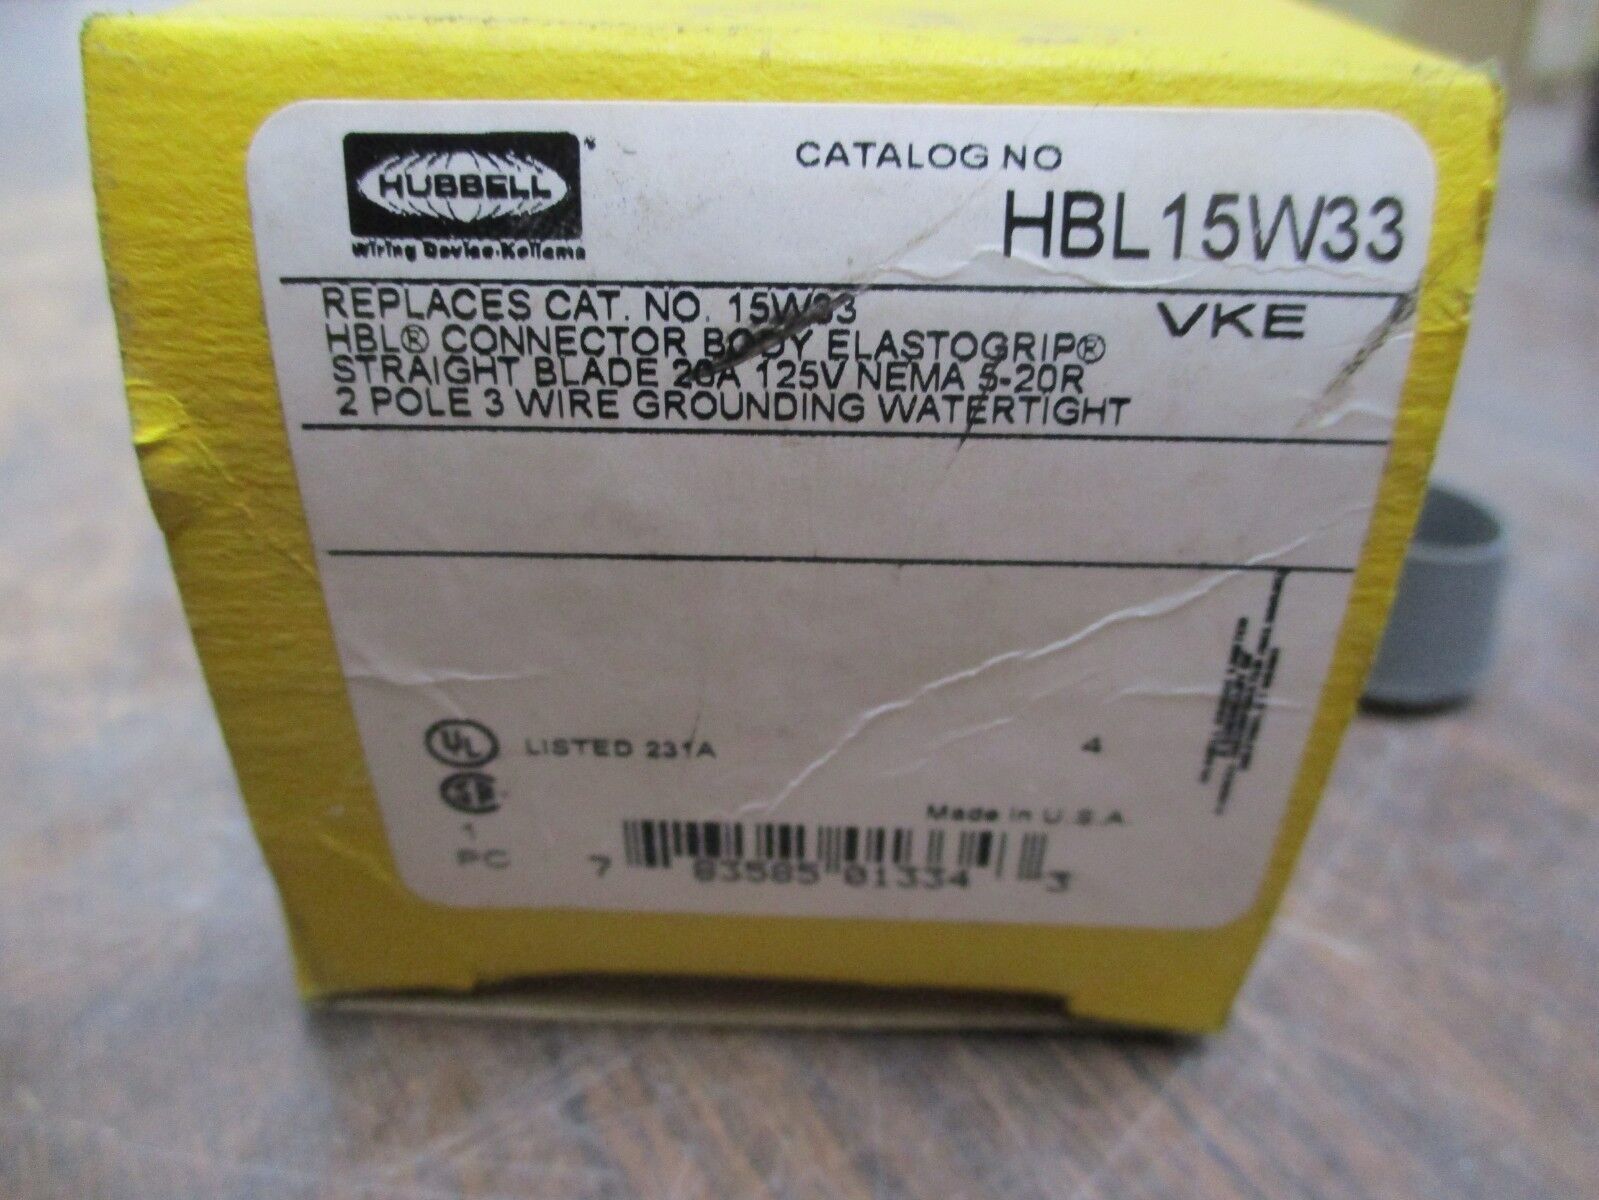 HUBBELL
Wiring Device-Kellems
CATALOG NO
HBL15W33
REPLACES CAT. NO. 15W33
VKE
HBL® CONNECTOR BODY ELASTOGRIP®
STRAIGHT BLADE 20A 125V NEMA 5-20R
2 POLE 3 WIRE GROUNDING WATERTIGHT
UL LISTED 231A
4
Made in U.S.A.
1
PC
7 83585 01334 3